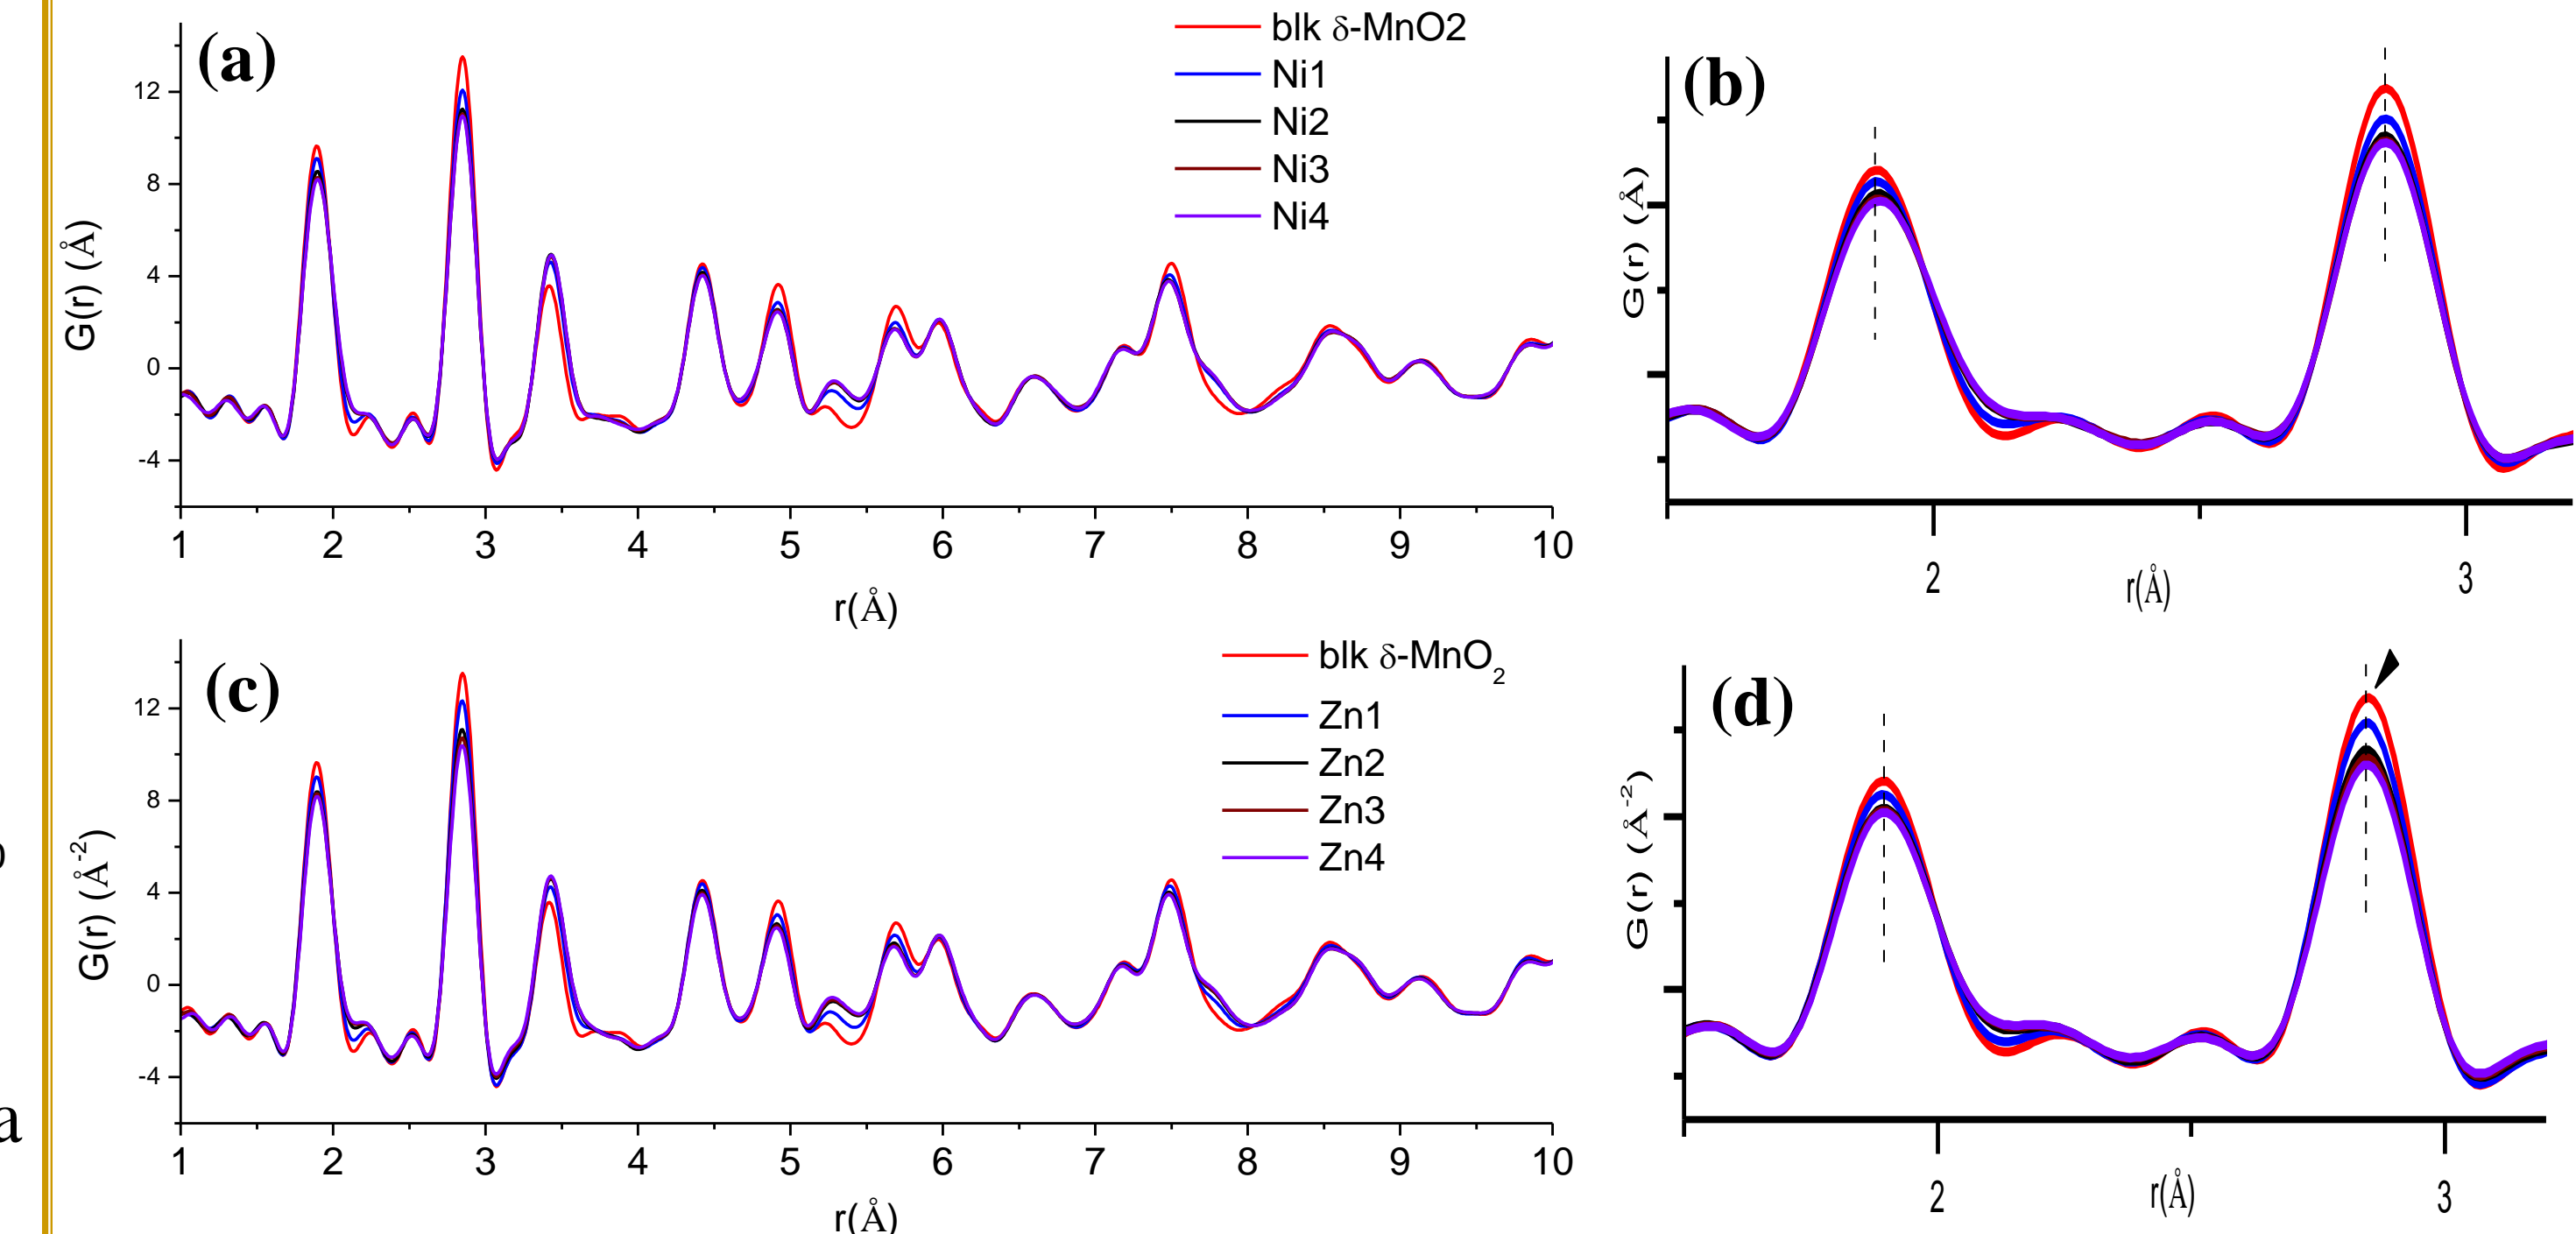 (a)
blk δ-MnO2
Ni1
Ni2
Ni3
Ni4
12
8
4
0
-4
G(r) (Å)
1 2 3 4 5 6 7 8 9 10
r(Å)
(b)
G(r) (Å)
2 3
r(Å)
(c)
blk δ-MnO2
Zn1
Zn2
Zn3
Zn4
12
8
4
0
-4
G(r) (Å-2)
1 2 3 4 5 6 7 8 9 10
r(Å)
(d)
G(r) (Å-2)
2 3
r(Å)
a